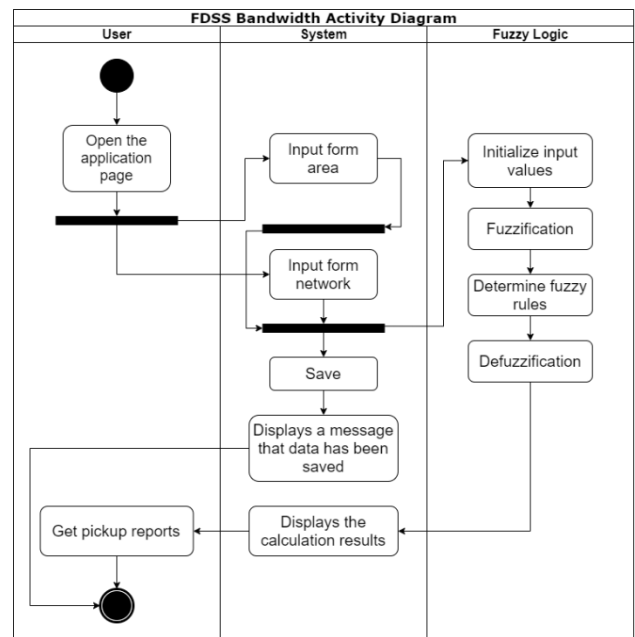 FDSS Bandwidth Activity Diagram
User
System
Fuzzy Logic
Open the
application
page
Input form
area
Input form
network
Save
Displays a message
that data has been
saved
Displays the
calculation results
Get pickup reports
Initialize input
values
Fuzzification
Determine fuzzy
rules
Defuzzification